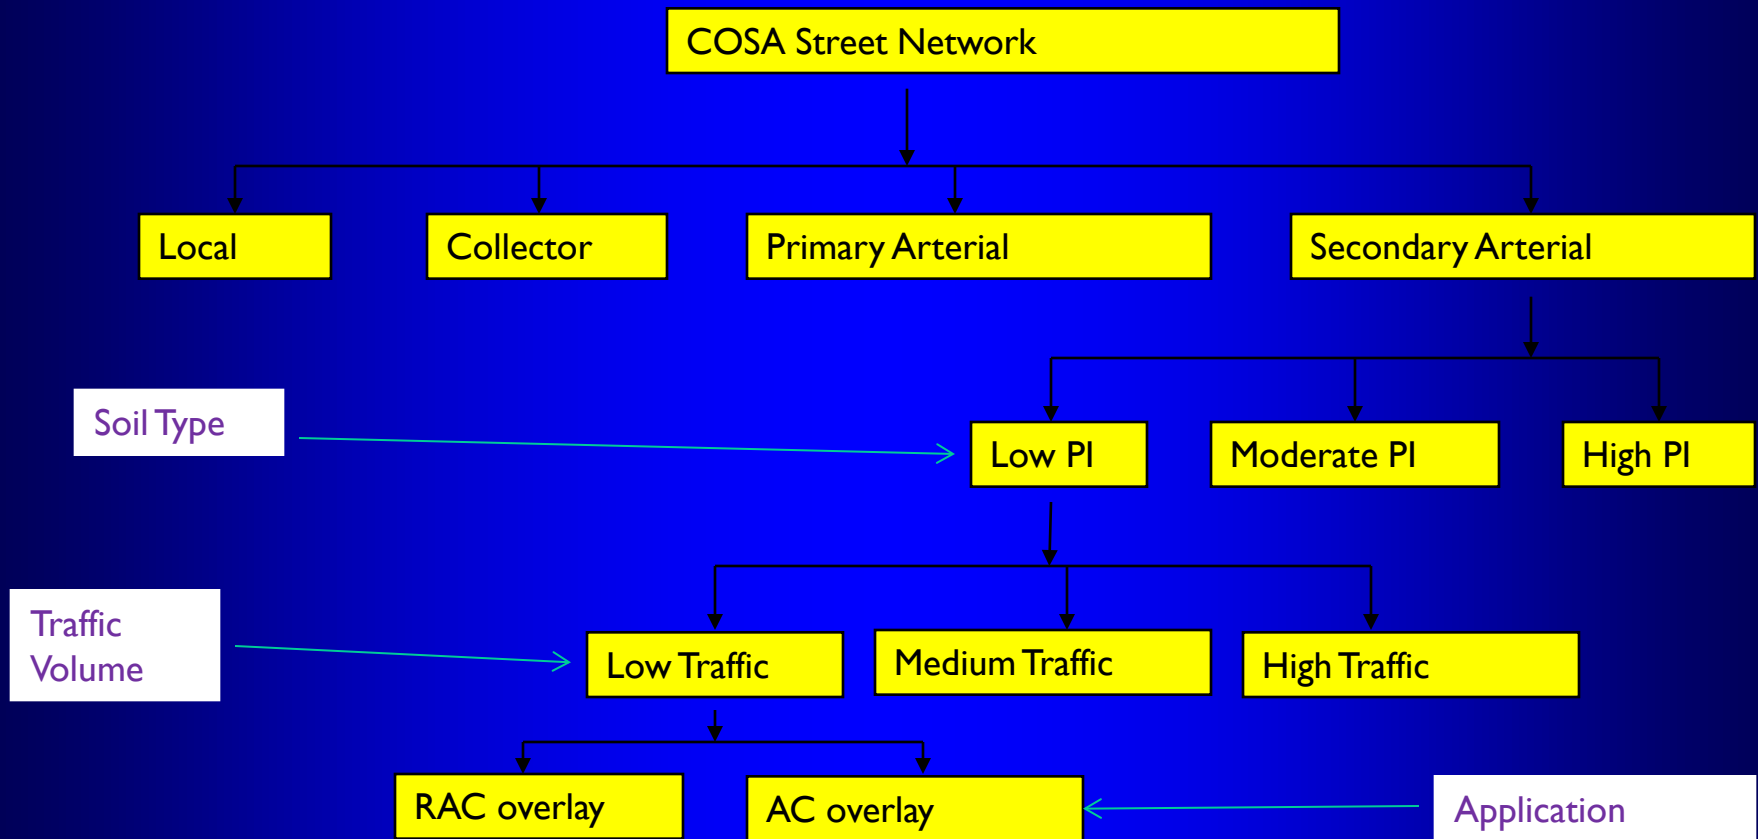 COSA Street Network
Local
Collector
Primary Arterial
Secondary Arterial
Soil Type
Low PI
Moderate PI
High PI
Traffic
Volume
Low Traffic
Medium Traffic
High Traffic
RAC overlay
AC overlay
Application